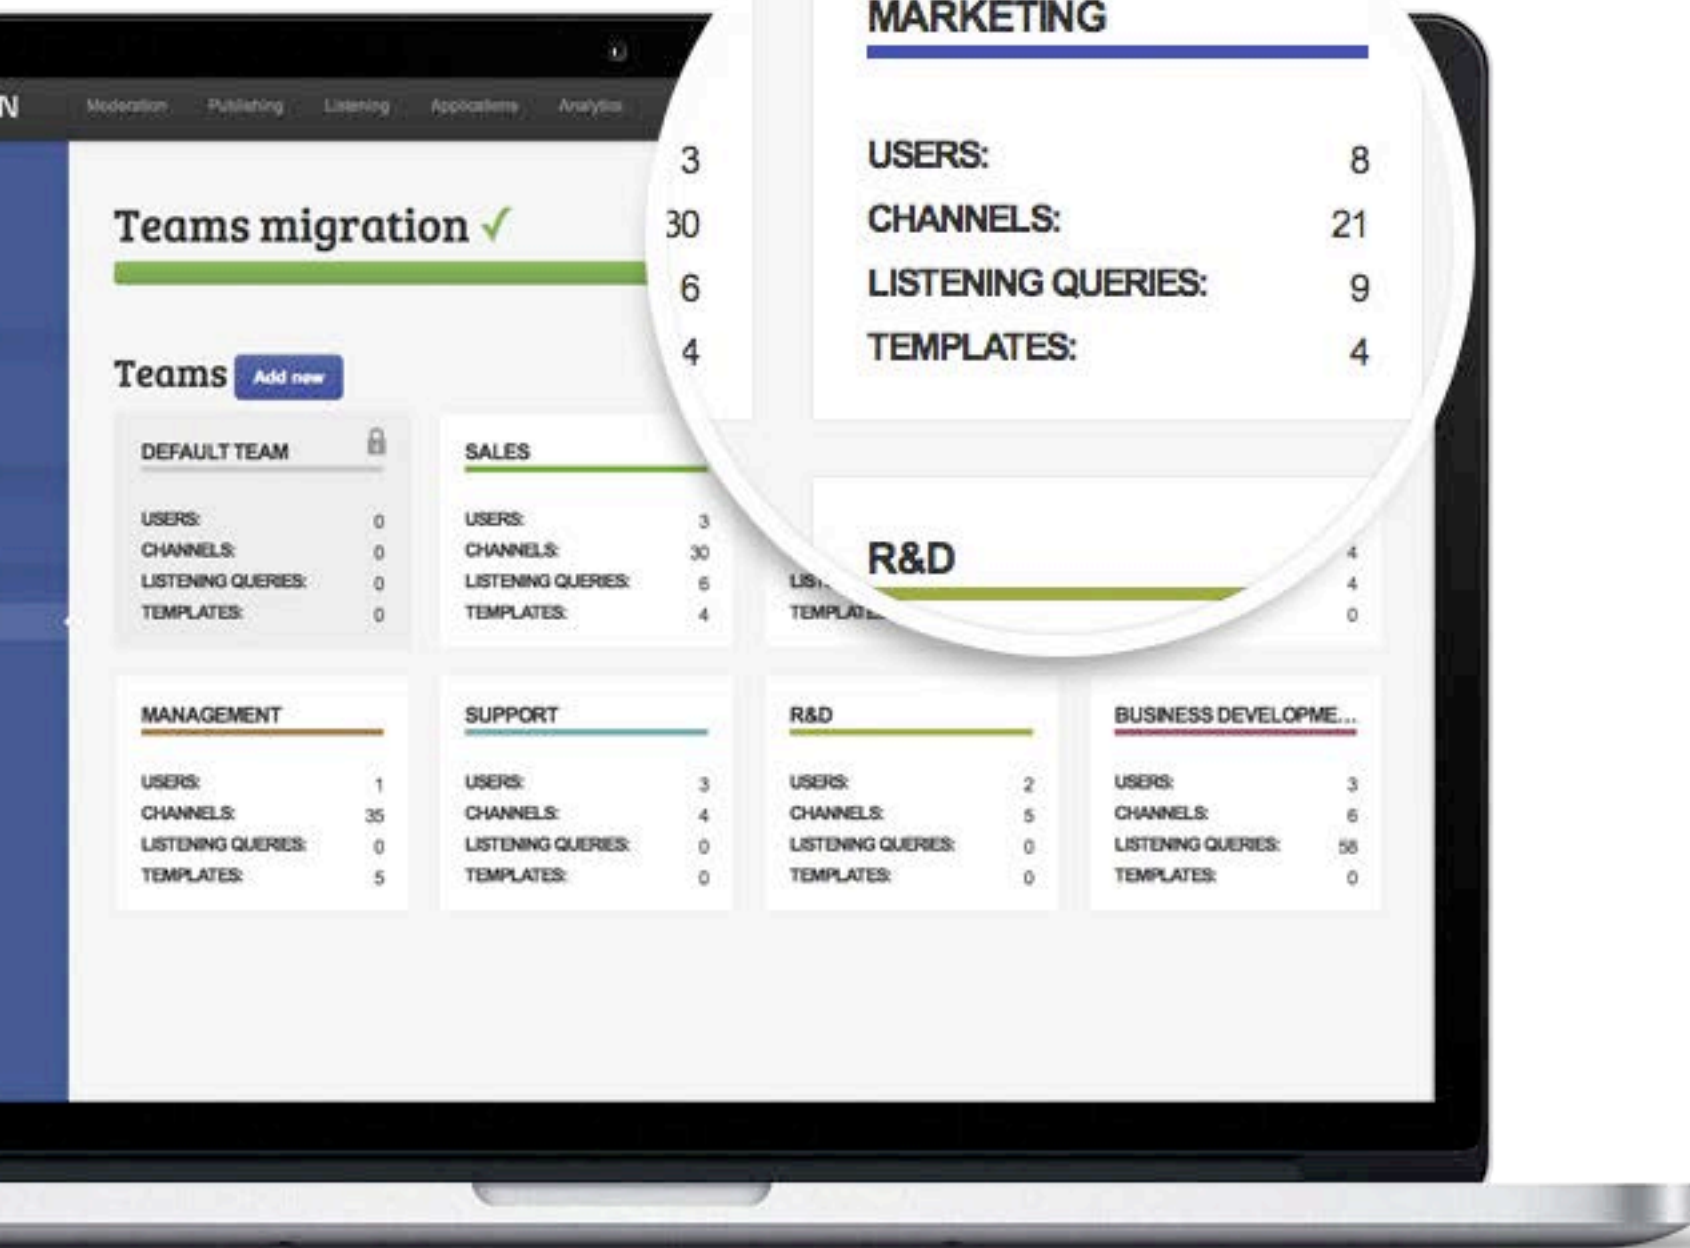 N Moderation Publishing Listening Applications Analytics
Teams migration ✓
Teams Add new
DEFAULT TEAM
USERS: 0
CHANNELS: 0
LISTENING QUERIES: 0
TEMPLATES: 0
SALES
USERS: 3
CHANNELS: 30
LISTENING QUERIES: 6
TEMPLATES: 4
3
30
6
4
MARKETING
USERS: 8
CHANNELS: 21
LISTENING QUERIES: 9
TEMPLATES: 4
R&D
4
4
0
MANAGEMENT
USERS: 1
CHANNELS: 35
LISTENING QUERIES: 0
TEMPLATES: 5
SUPPORT
USERS: 3
CHANNELS: 4
LISTENING QUERIES: 0
TEMPLATES: 0
R&D
USERS: 2
CHANNELS: 5
LISTENING QUERIES: 0
TEMPLATES: 0
BUSINESS DEVELOPME...
USERS: 3
CHANNELS: 6
LISTENING QUERIES:
TEMPLATES: 0